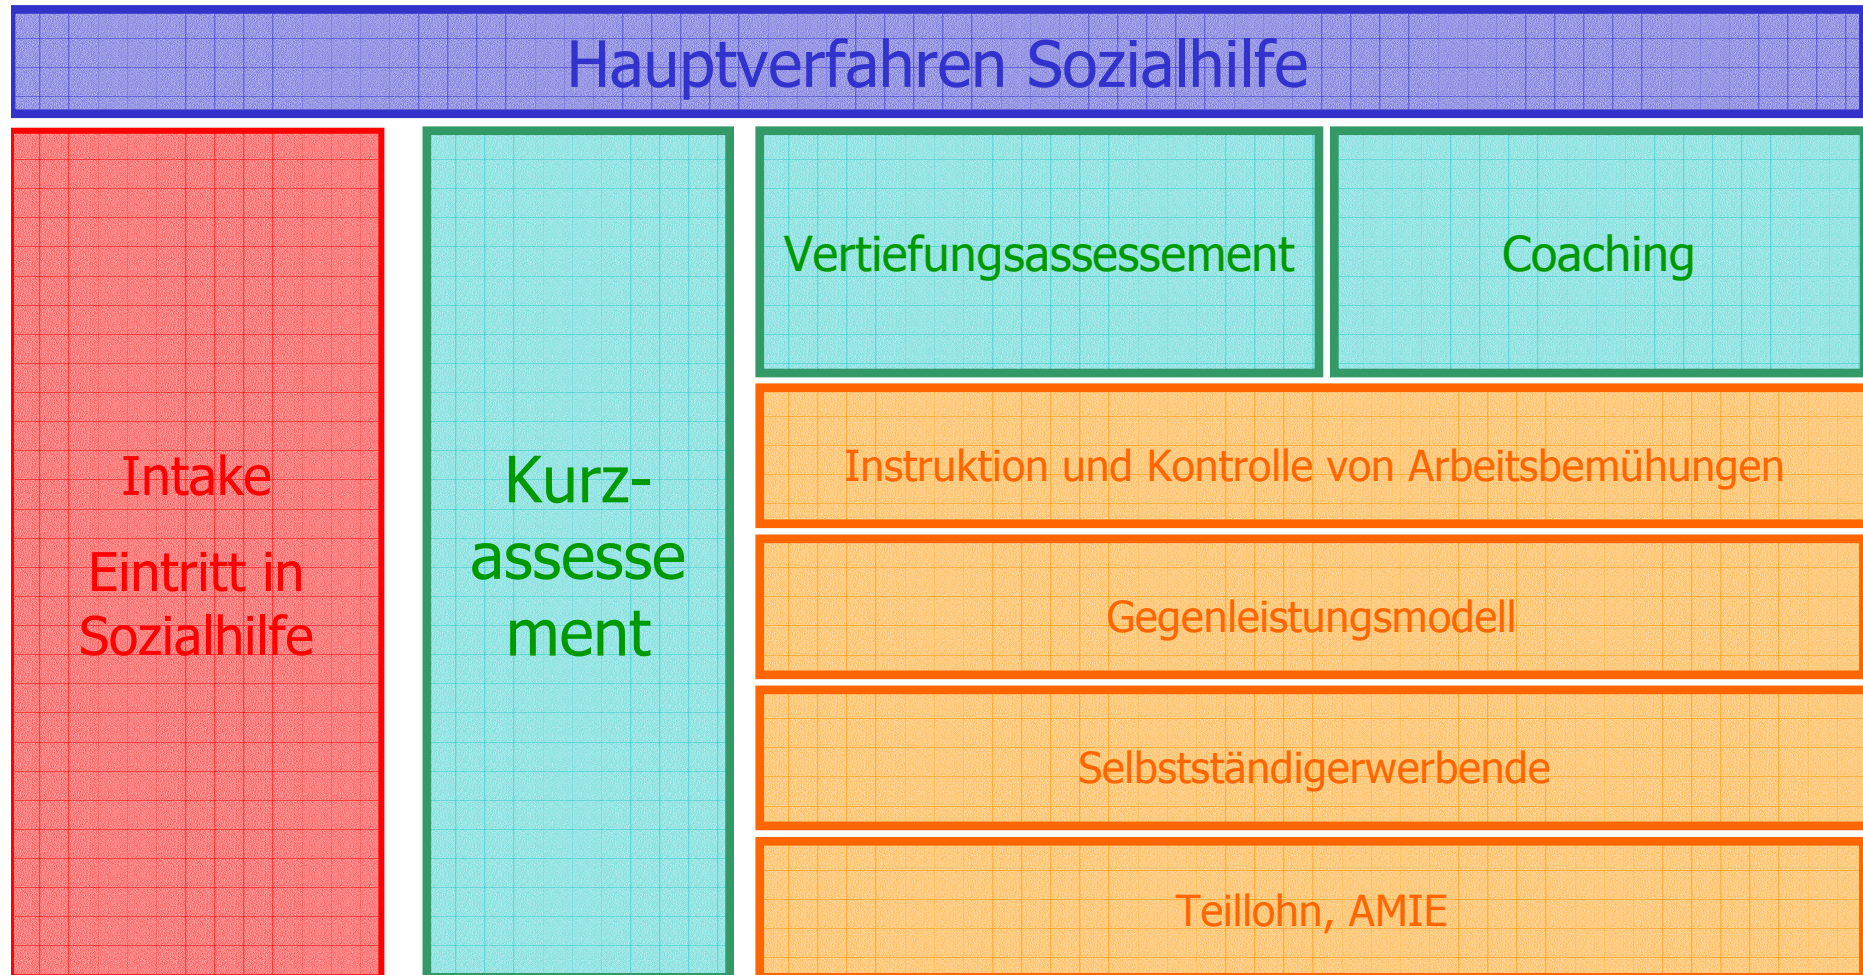 Hauptverfahren Sozialhilfe
Intake
Eintritt in
Sozialhilfe
Kurz-
assesse
ment
Vertiefungsassessement
Coaching
Instruktion und Kontrolle von Arbeitsbemühungen
Gegenleistungsmodell
Selbstständigerwerbende
Teillohn, AMIE